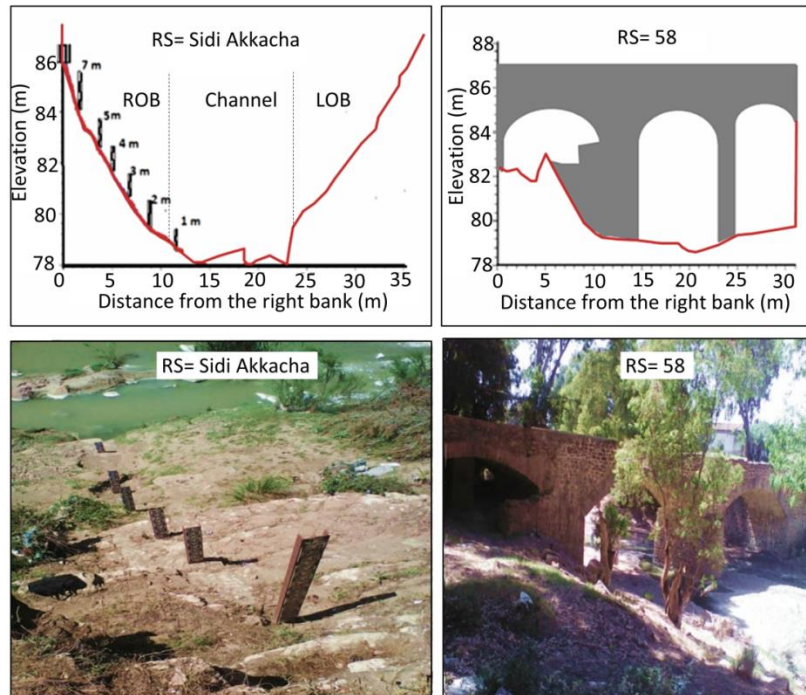 RS= Sidi Akkacha
Elevation (m)
86
84
82
80
78
7 m
5m
4 m
3 m
2 m
1 m
ROB
Channel
LOB
0
5
10
15
20
25
30
35
Distance from the right bank (m)
RS= 58
Elevation (m)
88
86
84
82
80
78
0
5
10
15
20
25
30
Distance from the right bank (m)
RS= Sidi Akkacha
RS= 58